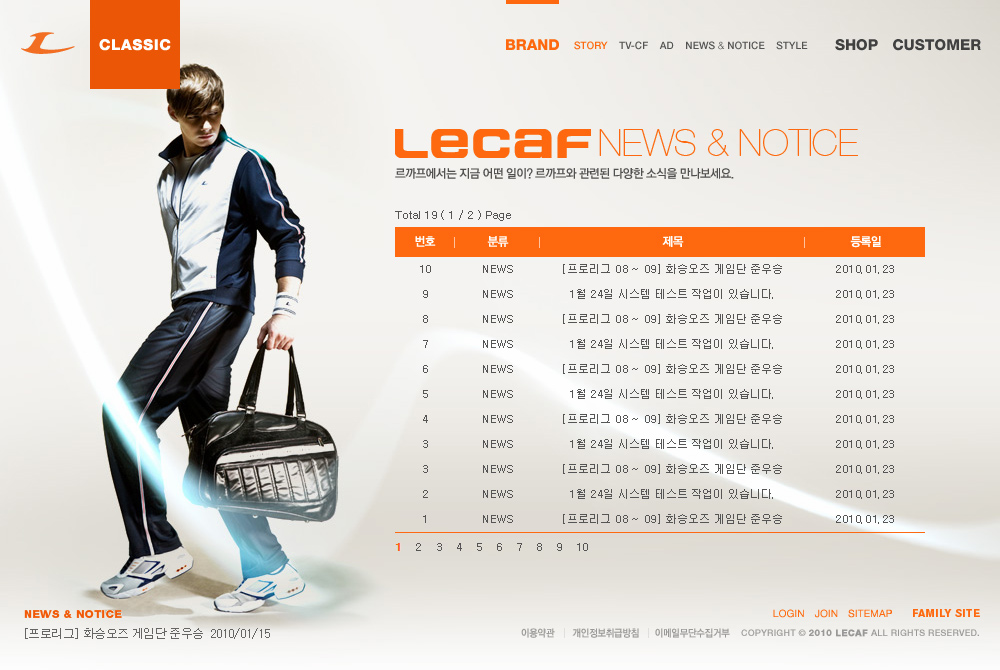 CLASSIC
BRAND STORY TV-CF AD NEWS & NOTICE STYLE SHOP CUSTOMER
LECAF NEWS & NOTICE
르까프에서는 지금 어떤 일이? 르까프와 관련된 다양한 소식을 만나보세요.
Total 19 ( 1 / 2 ) Page
번호 분류 제목 등록일
10 NEWS [프로리그 08 ~ 09] 화승오즈 게임단 준우승 2010.01.23
9 NEWS 1월 24일 시스템 테스트 작업이 있습니다. 2010.01.23
8 NEWS [프로리그 08 ~ 09] 화승오즈 게임단 준우승 2010.01.23
7 NEWS 1월 24일 시스템 테스트 작업이 있습니다. 2010.01.23
6 NEWS [프로리그 08 ~ 09] 화승오즈 게임단 준우승 2010.01.23
5 NEWS 1월 24일 시스템 테스트 작업이 있습니다. 2010.01.23
4 NEWS [프로리그 08 ~ 09] 화승오즈 게임단 준우승 2010.01.23
3 NEWS 1월 24일 시스템 테스트 작업이 있습니다. 2010.01.23
3 NEWS [프로리그 08 ~ 09] 화승오즈 게임단 준우승 2010.01.23
2 NEWS 1월 24일 시스템 테스트 작업이 있습니다. 2010.01.23
1 NEWS [프로리그 08 ~ 09] 화승오즈 게임단 준우승 2010.01.23
1 2 3 4 5 6 7 8 9 10
NEWS & NOTICE
[프로리그] 화승오즈 게임단 준우승 2010/01/15
LOGIN JOIN SITEMAP FAMILY SITE
이용약관 | 개인정보취급방침 | 이메일무단수집거부 COPYRIGHT © 2010 LECAF ALL RIGHTS RESERVED.